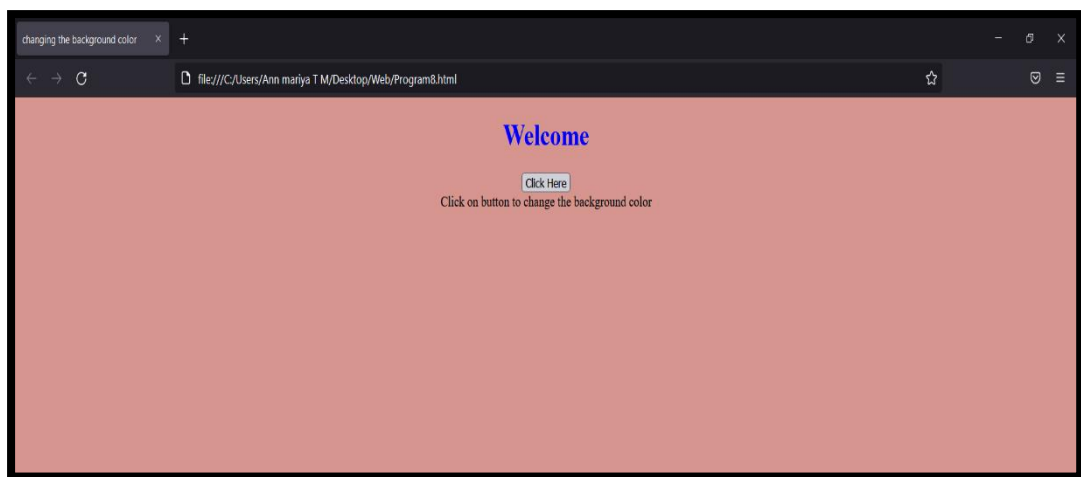 changing the background color
file:///C:/Users/Ann mariya T M/Desktop/Web/Program8.html
Welcome
Click Here
Click on button to change the background color